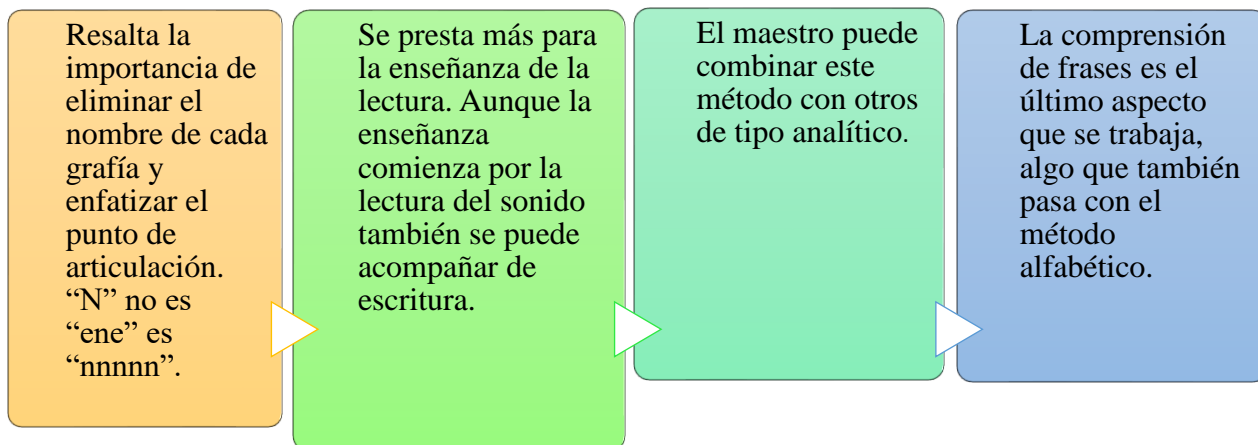 Resalta la
importancia de
eliminar el
nombre de cada
grafía y
enfatizar el
punto de
articulación.
“N” no es
“ene” es
“nnnnn”.
Se presta más para
la enseñanza de la
lectura. Aunque la
enseñanza
comienza por la
lectura del sonido
también se puede
acompañar de
escritura.
El maestro puede
combinar este
método con otros
de tipo analítico.
La comprensión
de frases es el
último aspecto
que se trabaja,
algo que también
pasa con el
método
alfabético.